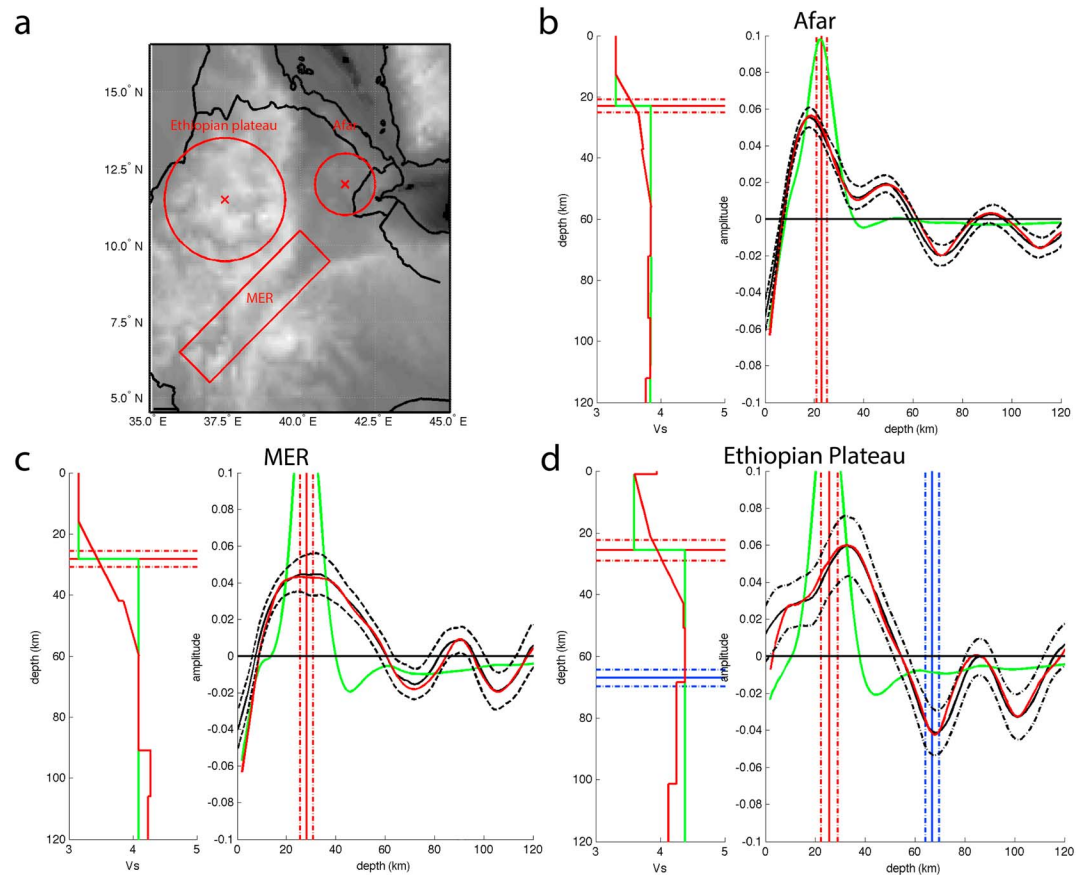 a
Ethiopian plateau
Afar
MER
15.0° N
12.5° N
10.0° N
7.5° N
5.0° N
35.0° E
37.5° E
40.0° E
42.5° E
45.0° E
b
Afar
0
20
40
60
80
100
120
depth (km)
3
4
5
Vs
0.1
0.08
0.06
0.04
0.02
0
-0.02
-0.04
-0.06
-0.08
-0.1
amplitude
0
20
40
60
80
100
120
depth (km)
c
MER
0
20
40
60
80
100
120
depth (km)
3
4
5
Vs
0.1
0.08
0.06
0.04
0.02
0
-0.02
-0.04
-0.06
-0.08
-0.1
amplitude
0
20
40
60
80
100
120
depth (km)
d
Ethiopian Plateau
0
20
40
60
80
100
120
depth (km)
3
4
5
Vs
0.1
0.08
0.06
0.04
0.02
0
-0.02
-0.04
-0.06
-0.08
-0.1
amplitude
0
20
40
60
80
100
120
depth (km)